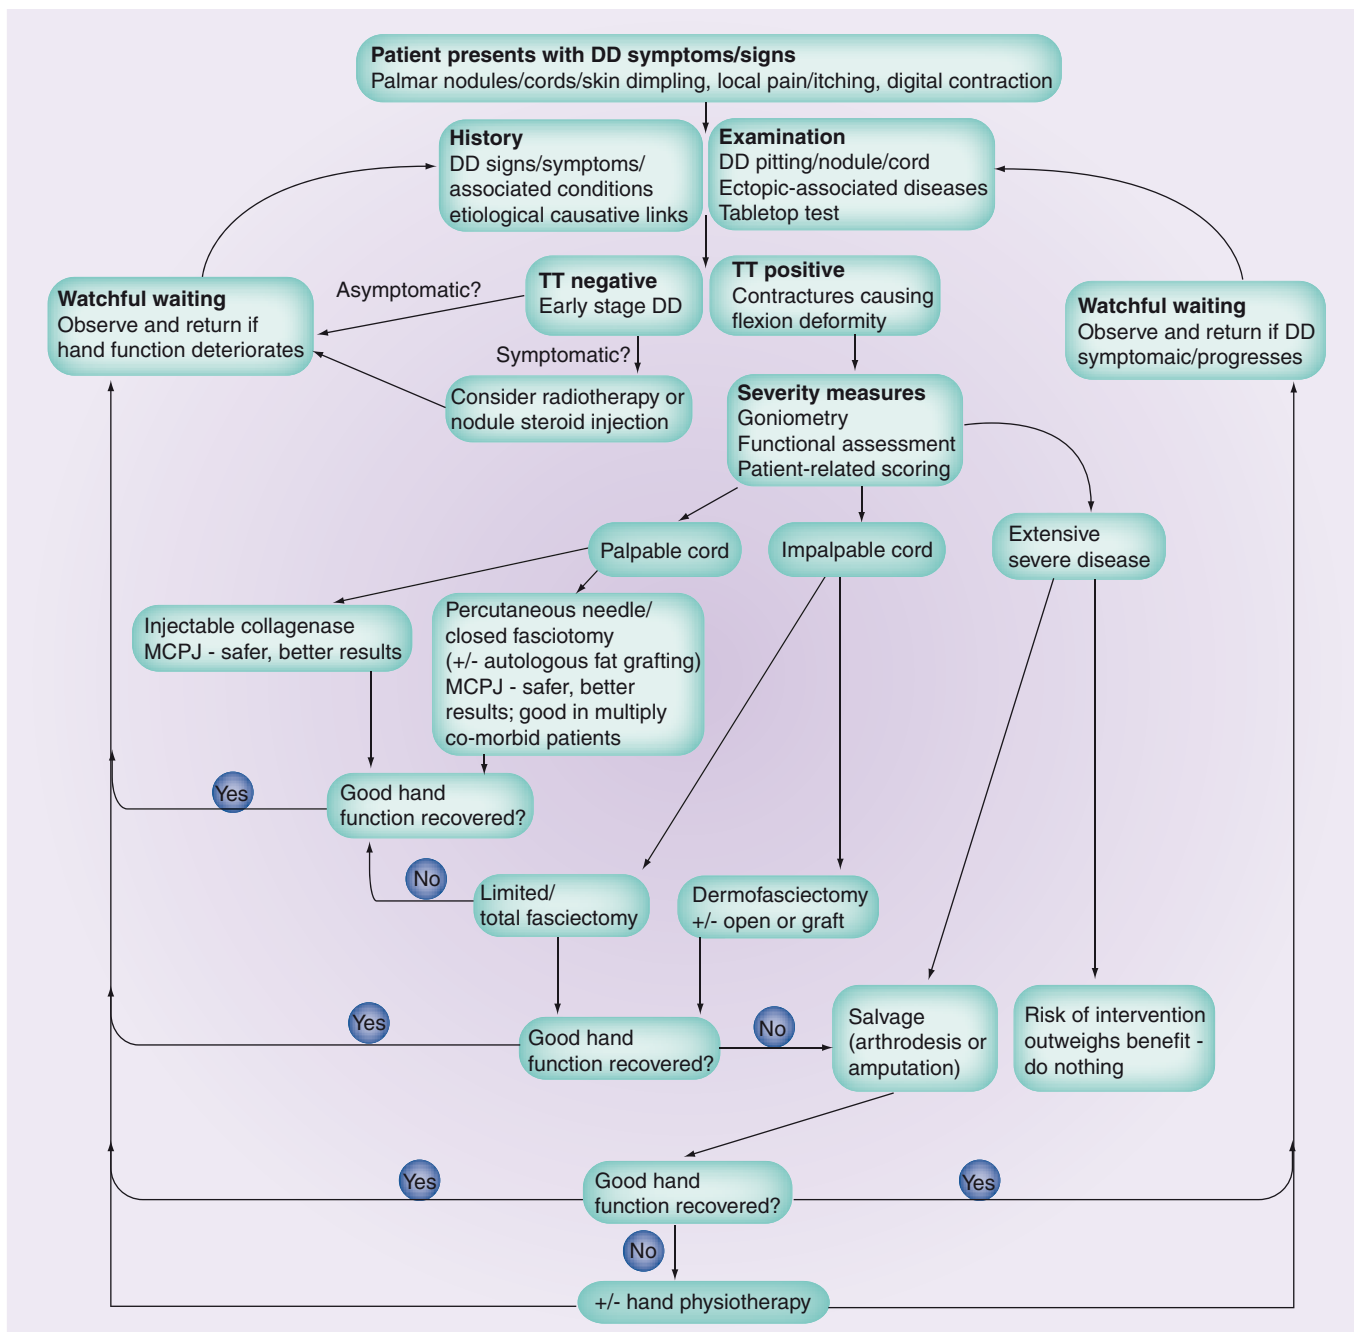 Patient presents with DD symptoms/signs
Palmar nodules/cords/skin dimpling, local pain/itching, digital contraction
History
DD signs/symptoms/
associated conditions
etiological causative links
Examination
DD pitting/nodule/cord
Ectopic-associated diseases
Tabletop test
Watchful waiting
Observe and return if
hand function deteriorates
Asymptomatic?
TT negative
Early stage DD
TT positive
Contractures causing
flexion deformity
Watchful waiting
Observe and return if DD
symptomaic/progresses
Symptomatic?
Consider radiotherapy or
nodule steroid injection
Severity measures
Goniometry
Functional assessment
Patient-related scoring
Palpable cord
Impalpable cord
Extensive
severe disease
Injectable collagenase
MCPJ - safer, better results
Percutaneous needle/
closed fasciotomy
(+/- autologous fat grafting)
MCPJ - safer, better
results; good in multiply
co-morbid patients
Yes
Good hand
function recovered?
No
Limited/
total fasciectomy
Dermofasciectomy
+/- open or graft
Yes
Good hand
function recovered?
No
Salvage
(arthrodesis or
amputation)
Risk of intervention
outweighs benefit -
do nothing
Yes
Good hand
function recovered?
Yes
No
+/- hand physiotherapy